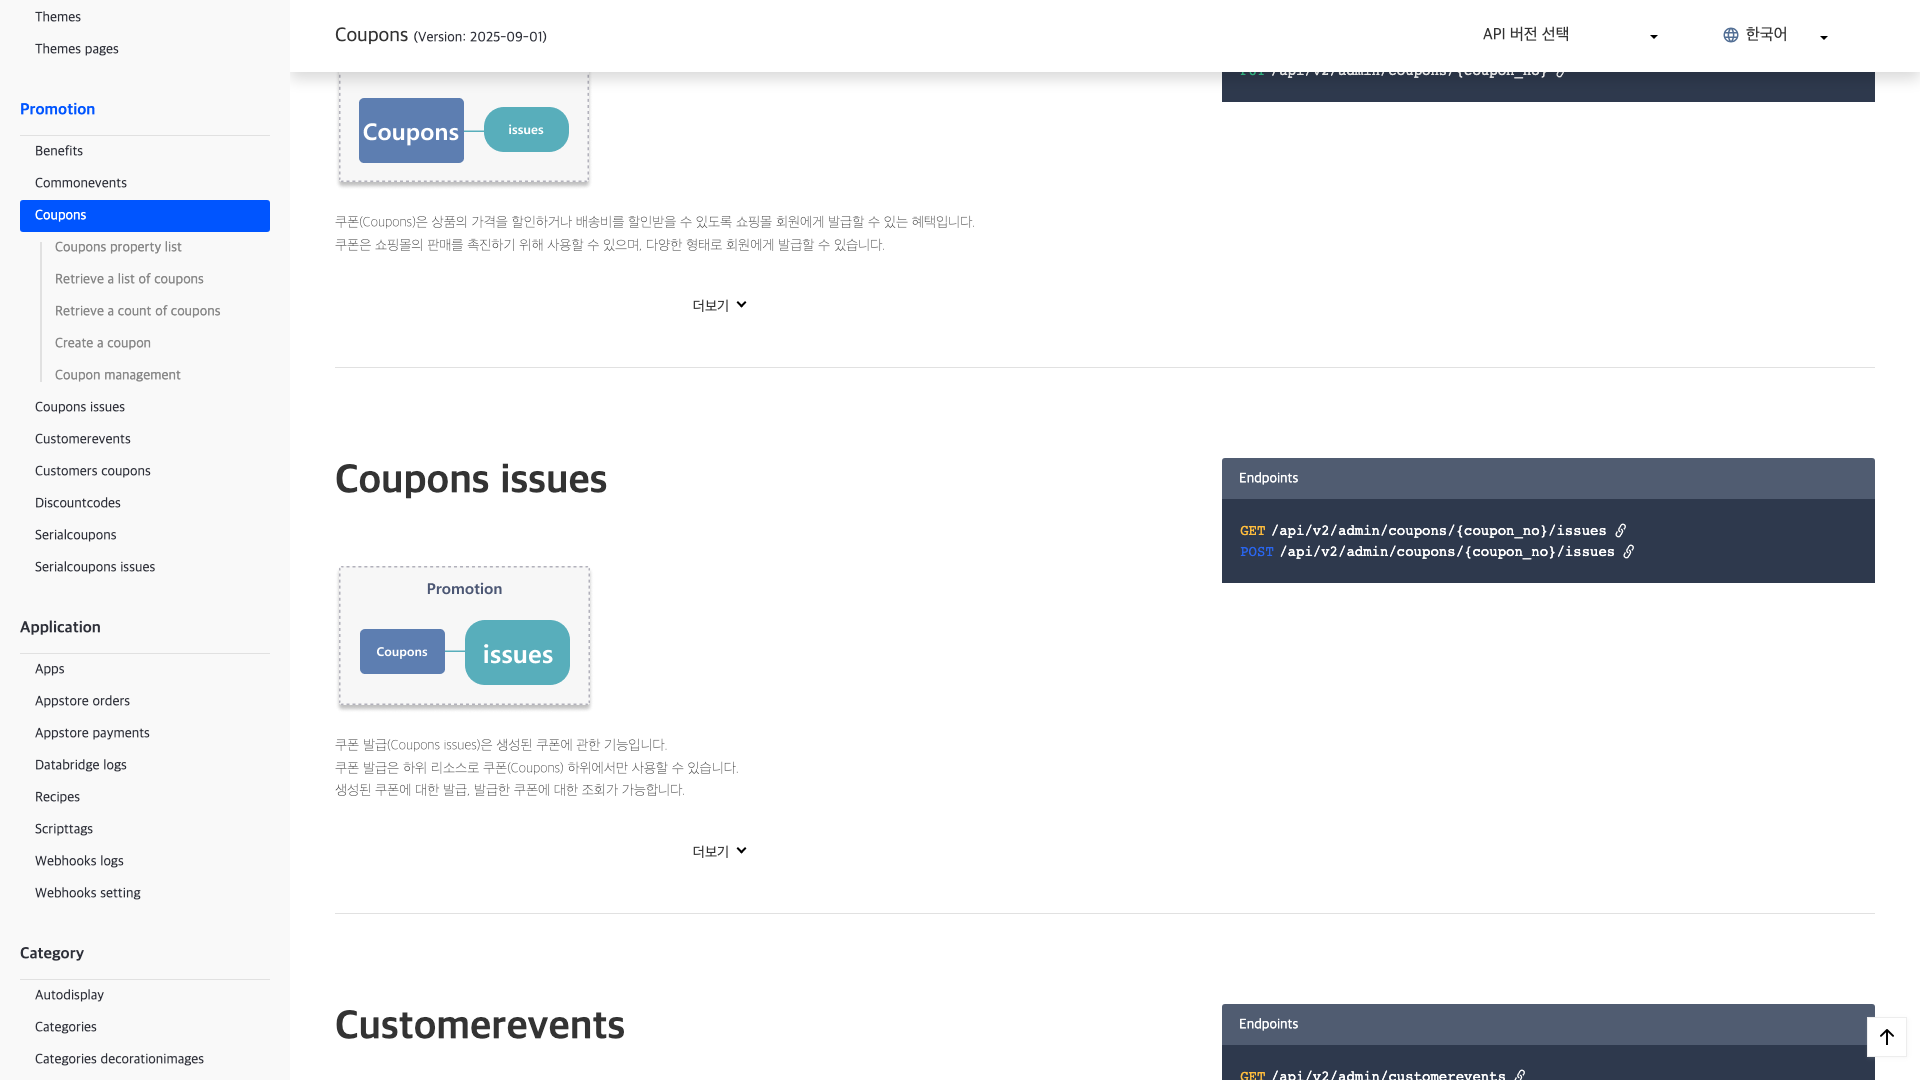 Themes
Themes pages
Promotion
Benefits
Commonevents
Coupons
Coupons property list
Retrieve a list of coupons
Retrieve a count of coupons
Create a coupon
Coupon management
Coupons issues
Customerevents
Customers coupons
Discountcodes
Serialcoupons
Serialcoupons issues
Application
Apps
Appstore orders
Appstore payments
Databridge logs
Recipes
Scripttags
Webhooks logs
Webhooks setting
Category
Autodisplay
Categories
Categories decorationimages
Coupons (Version: 2025-09-01)
API 버전 선택
한국어
PUT /api/v2/admin/coupons/{coupon_no}
Coupons
issues
쿠폰(Coupons)은 상품의 가격을 할인하거나 배송비를 할인받을 수 있도록 쇼핑몰 회원에게 발급할 수 있는 혜택입니다.
쿠폰은 쇼핑몰의 판매를 촉진하기 위해 사용할 수 있으며, 다양한 형태로 회원에게 발급할 수 있습니다.
더보기
Coupons issues
Endpoints
GET /api/v2/admin/coupons/{coupon_no}/issues
POST /api/v2/admin/coupons/{coupon_no}/issues
Promotion
Coupons
issues
쿠폰 발급(Coupons issues)은 생성된 쿠폰에 관한 기능입니다.
쿠폰 발급은 하위 리소스로 쿠폰(Coupons) 하위에서만 사용할 수 있습니다.
생성된 쿠폰에 대한 발급, 발급한 쿠폰에 대한 조회가 가능합니다.
더보기
Customerevents
Endpoints
GET /api/v2/admin/customerevents